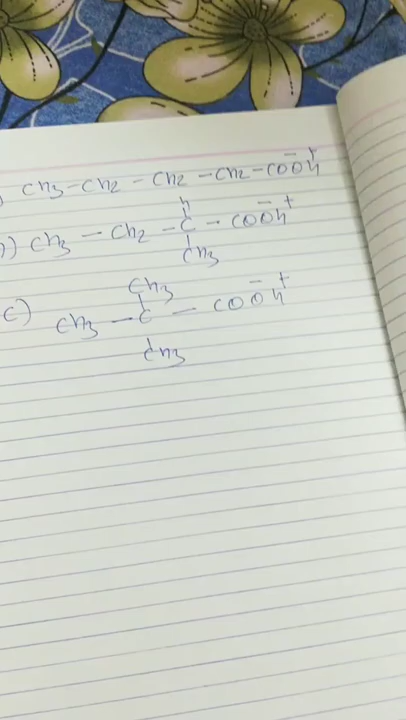 ) CH3-CH2-CH2-CH2-COO⁻H⁺
H
) CH3-CH2-C-COO⁻H⁺
CH3
CH3
c) CH3-C-COO⁻H⁺
CH3